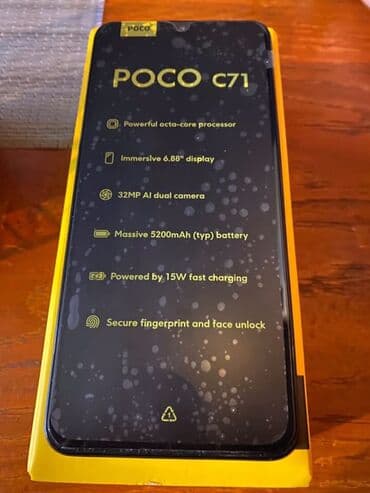 POCO
POCO C71
Powerful octa-core processor
Immersive 6.88" display
32MP AI dual camera
Massive 5200mAh (typ) battery
Powered by 15W fast charging
Secure fingerprint and face unlock